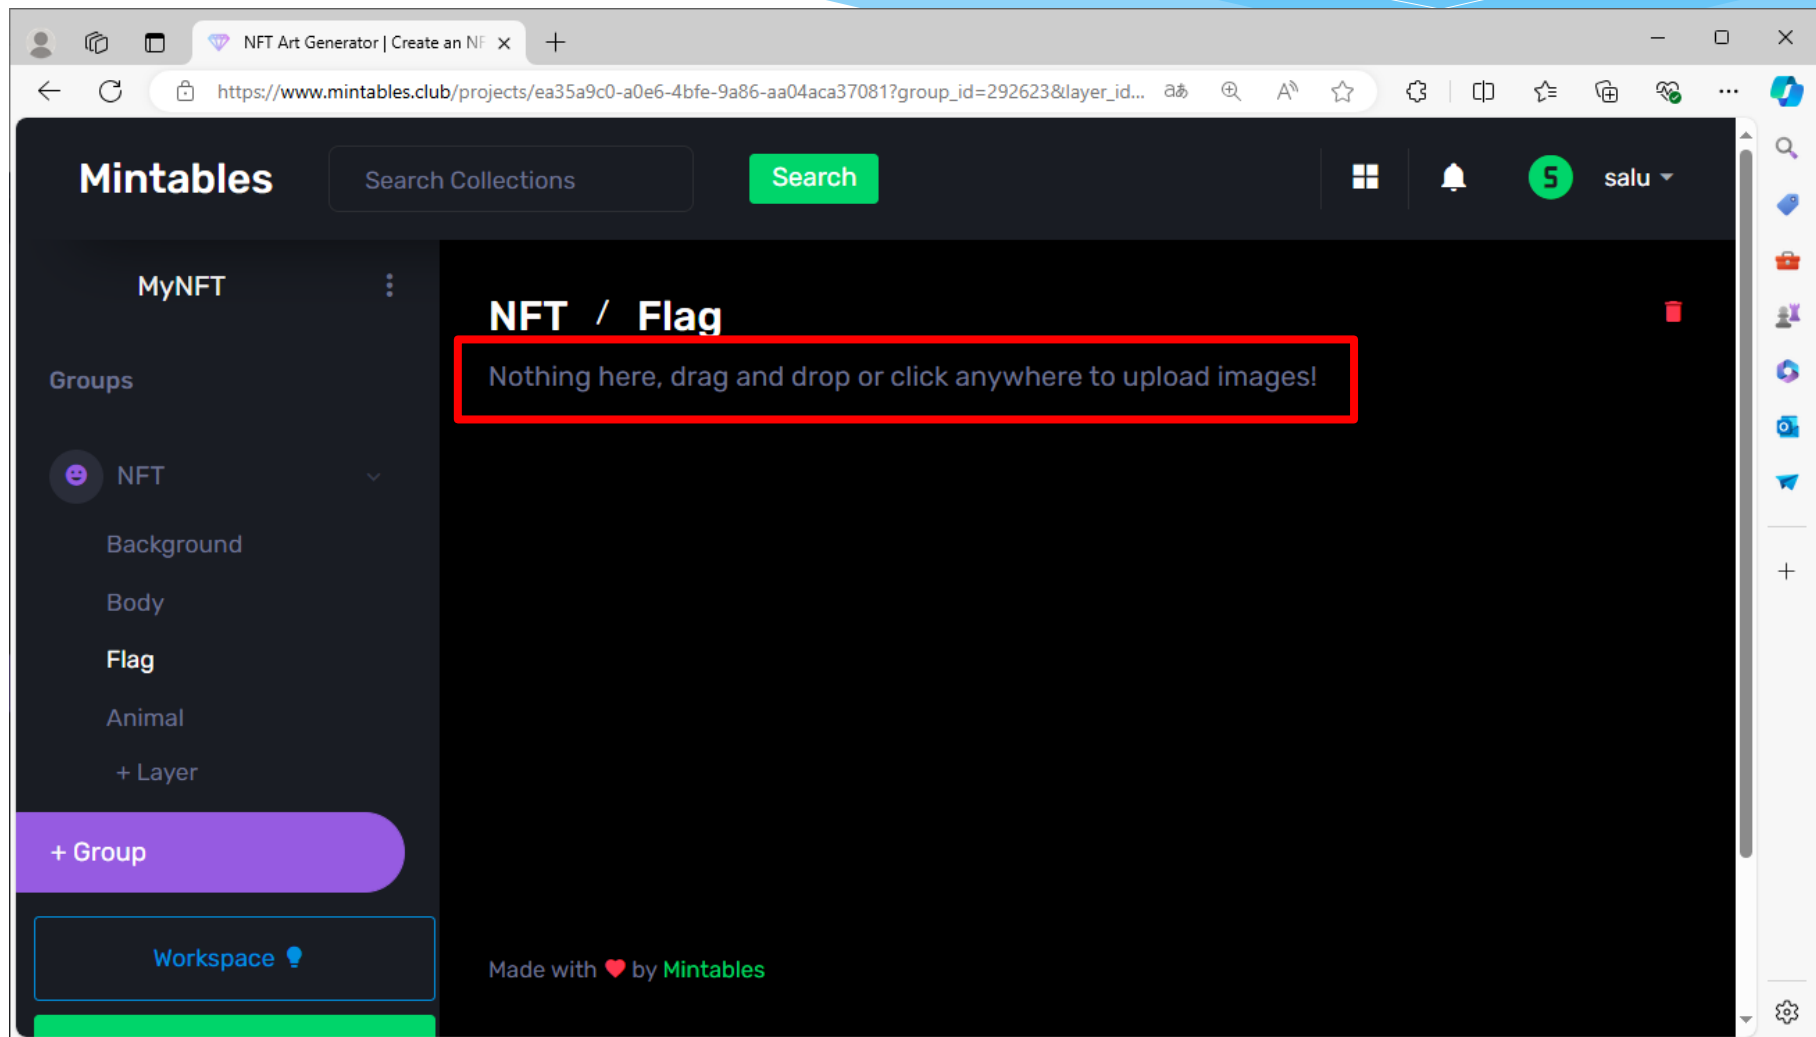 NFT Art Generator | Create an NF
https://www.mintables.club/projects/ea35a9c0-a0e6-4bfe-9a86-aa04aca37081?group_id=292623&layer_id...
aあ
A
Mintables
Search Collections
Search
S
salu
MyNFT
NFT / Flag
Nothing here, drag and drop or click anywhere to upload images!
Groups
NFT
Background
Body
Flag
Animal
+ Layer
+ Group
Workspace
Made with ❤ by Mintables